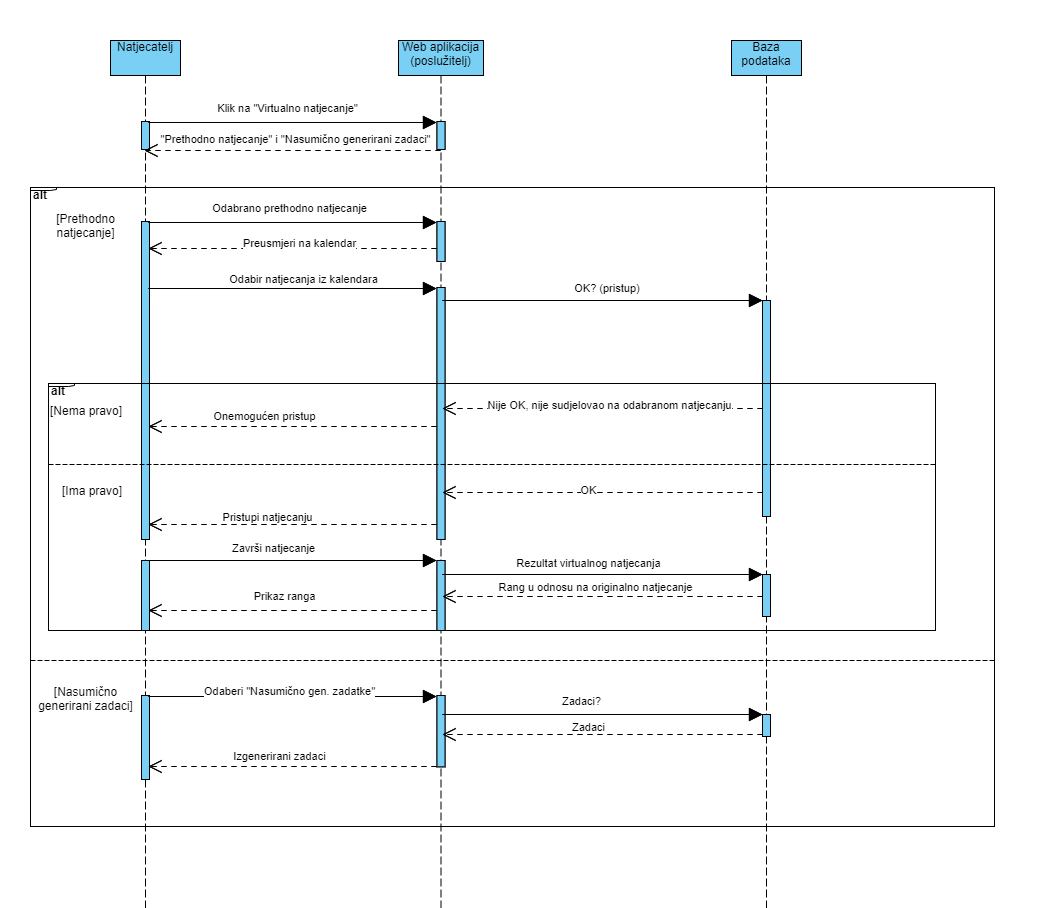 Natjecatelj
Web aplikacija
(poslužitelj)
Baza
podataka
Klik na "Virtualno natjecanje"
"Prethodno natjecanje" i "Nasumično generirani zadaci"
alt
[Prethodno
natjecanje]
Odabrano prethodno natjecanje
Preusmjeri na kalendar
Odabir natjecanja iz kalendara
OK? (pristup)
alt
[Nema pravo]
Nije OK, nije sudjelovao na odabranom natjecanju.
Onemogućen pristup
[Ima pravo]
OK
Pristupi natjecanju
Završi natjecanje
Rezultat virtualnog natjecanja
Rang u odnosu na originalno natjecanje
Prikaz ranga
[Nasumično
generirani zadaci]
Odaberi "Nasumično gen. zadatke"
Zadaci?
Zadaci
Izgenerirani zadaci